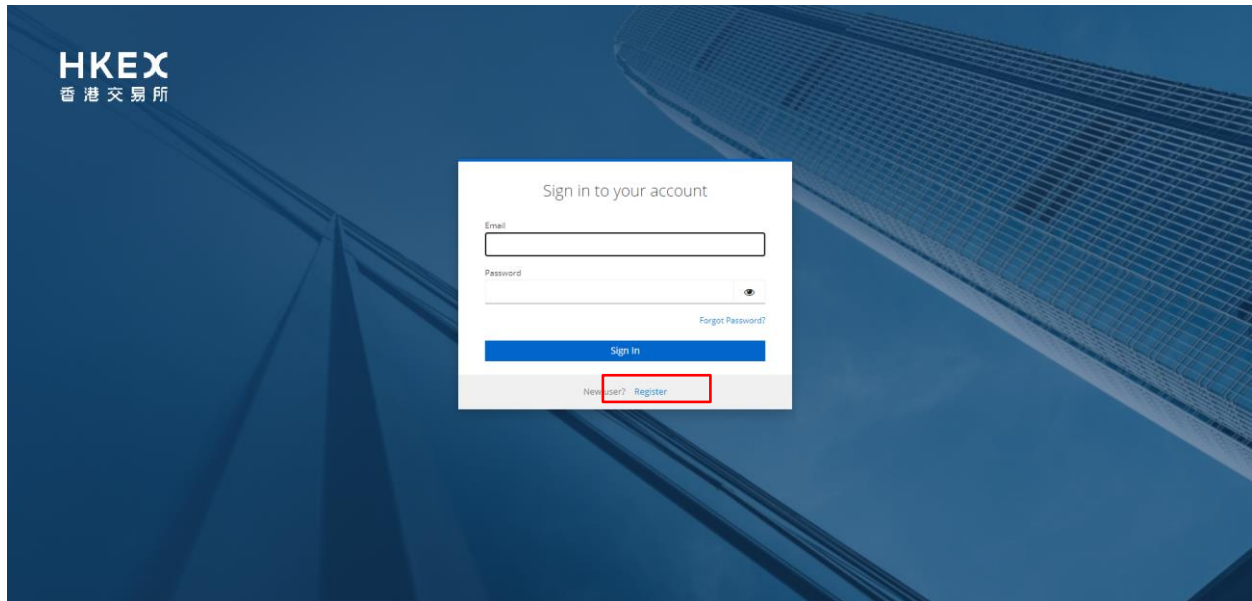 HKEX
香港交易所
Sign in to your account
Email
Password
Forgot Password?
Sign In
New user? Register